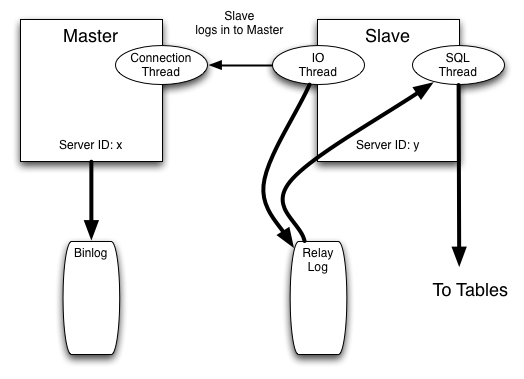 Slave
logs in to Master
Master
Connection
Thread
IO
Thread
Slave
SQL
Thread
Server ID: x
Server ID: y
Binlog
Relay
Log
To Tables